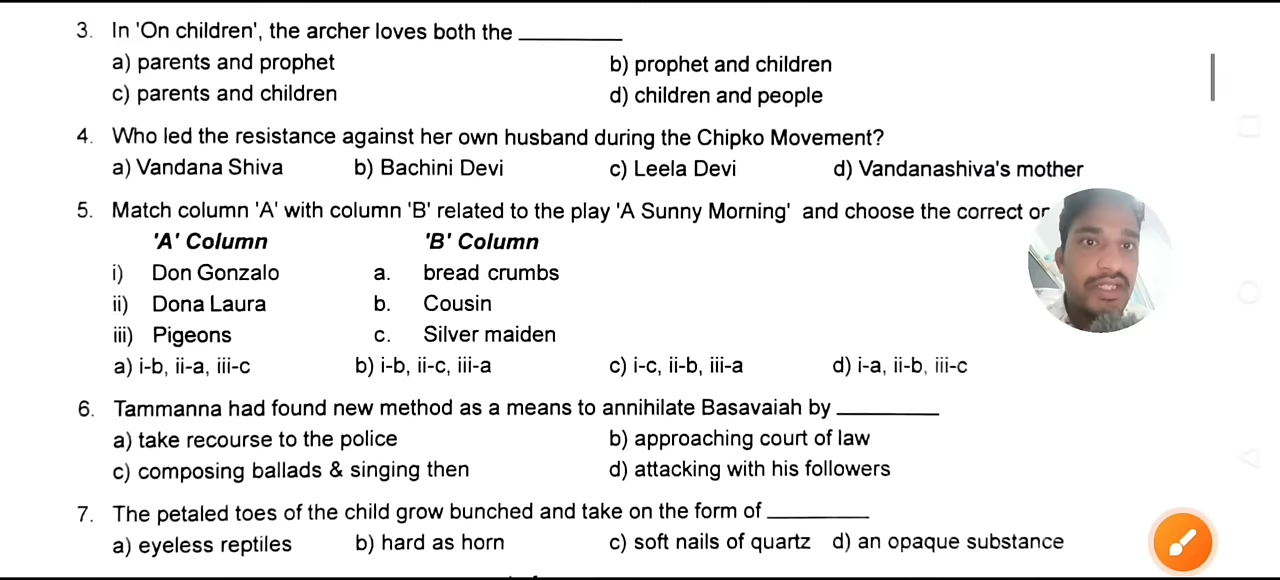 3. In 'On children', the archer loves both the __________
a) parents and prophet b) prophet and children
c) parents and children d) children and people
4. Who led the resistance against her own husband during the Chipko Movement?
a) Vandana Shiva b) Bachini Devi c) Leela Devi d) Vandanashiva's mother
5. Match column 'A' with column 'B' related to the play 'A Sunny Morning' and choose the correct
'A' Column 'B' Column
i) Don Gonzalo a. bread crumbs
ii) Dona Laura b. Cousin
iii) Pigeons c. Silver maiden
a) i-b, ii-a, iii-c b) i-b, ii-c, iii-a c) i-c, ii-b, iii-a d) i-a, ii-b, iii-c
6. Tammanna had found new method as a means to annihilate Basavaiah by __________
a) take recourse to the police b) approaching court of law
c) composing ballads & singing then d) attacking with his followers
7. The petaled toes of the child grow bunched and take on the form of __________
a) eyeless reptiles b) hard as horn c) soft nails of quartz d) an opaque substance